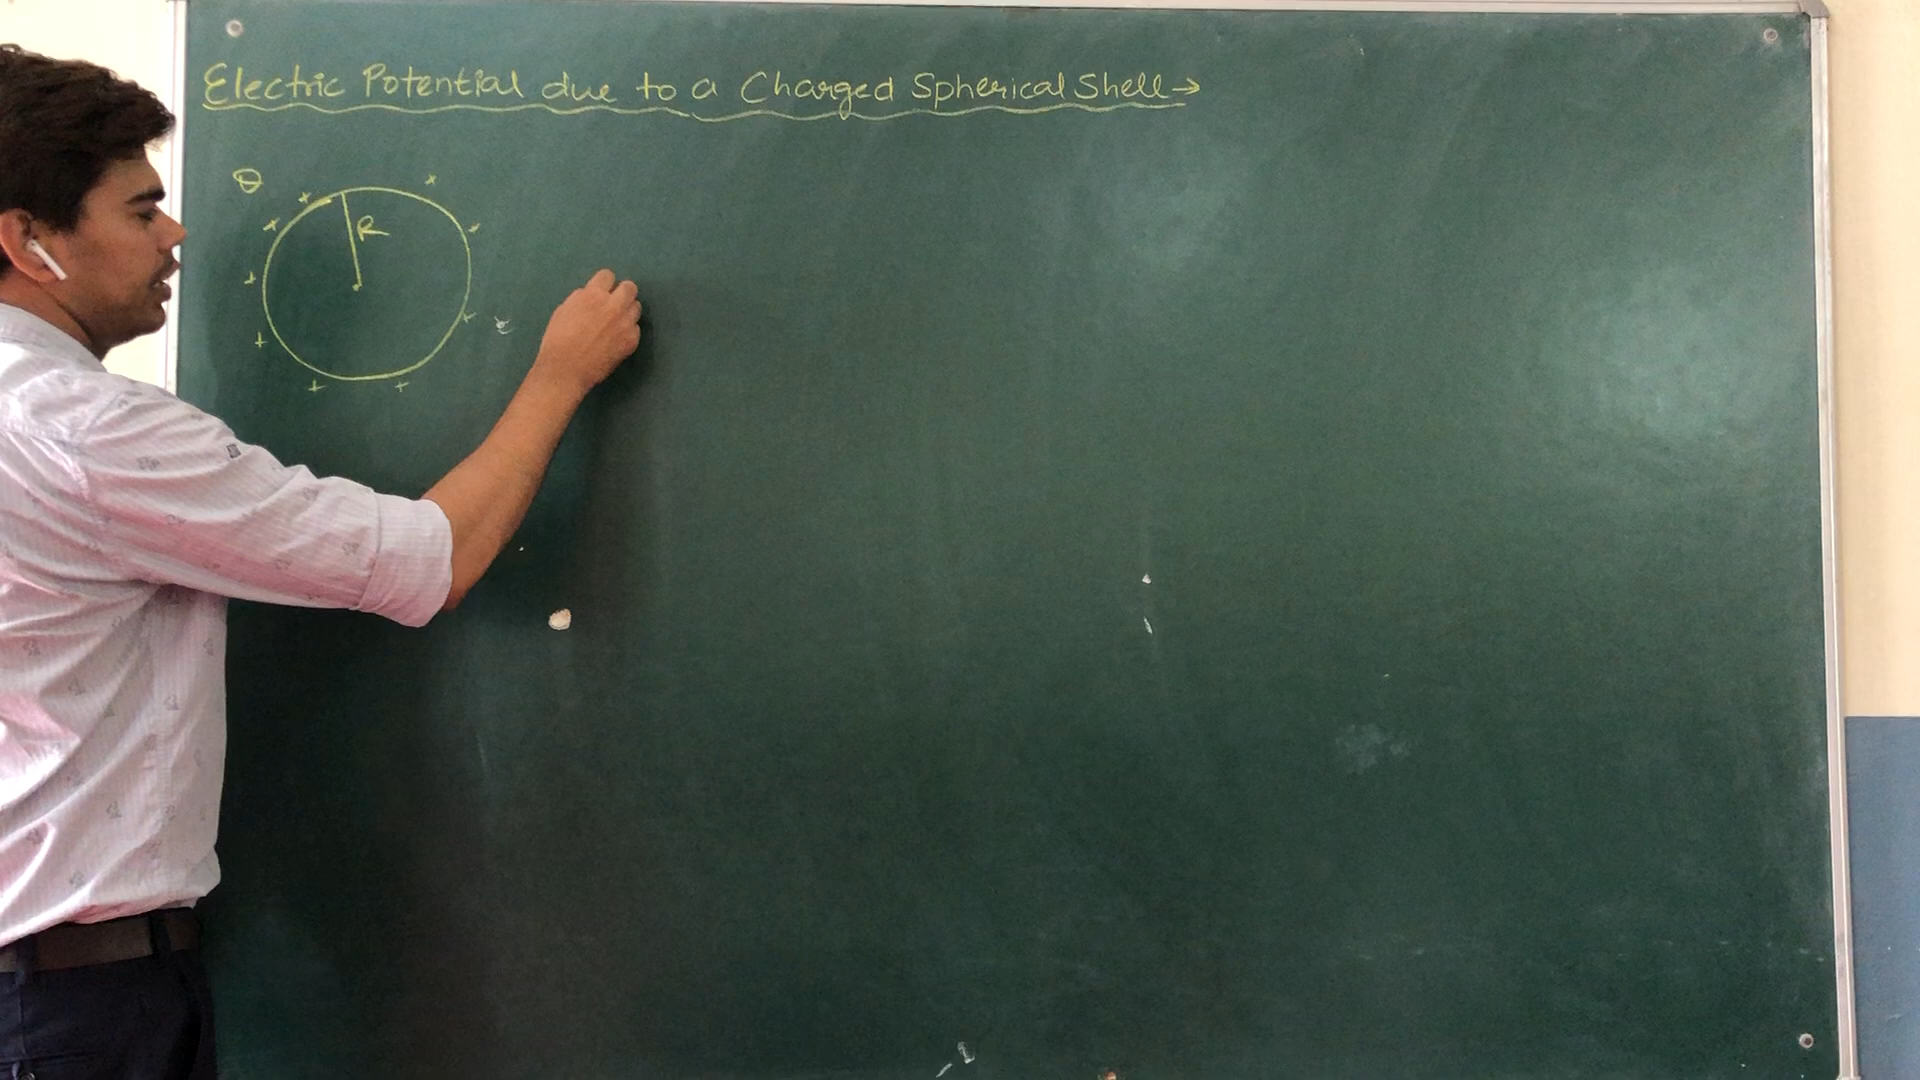 Electric Potential due to a Charged Spherical Shell→
Q
R